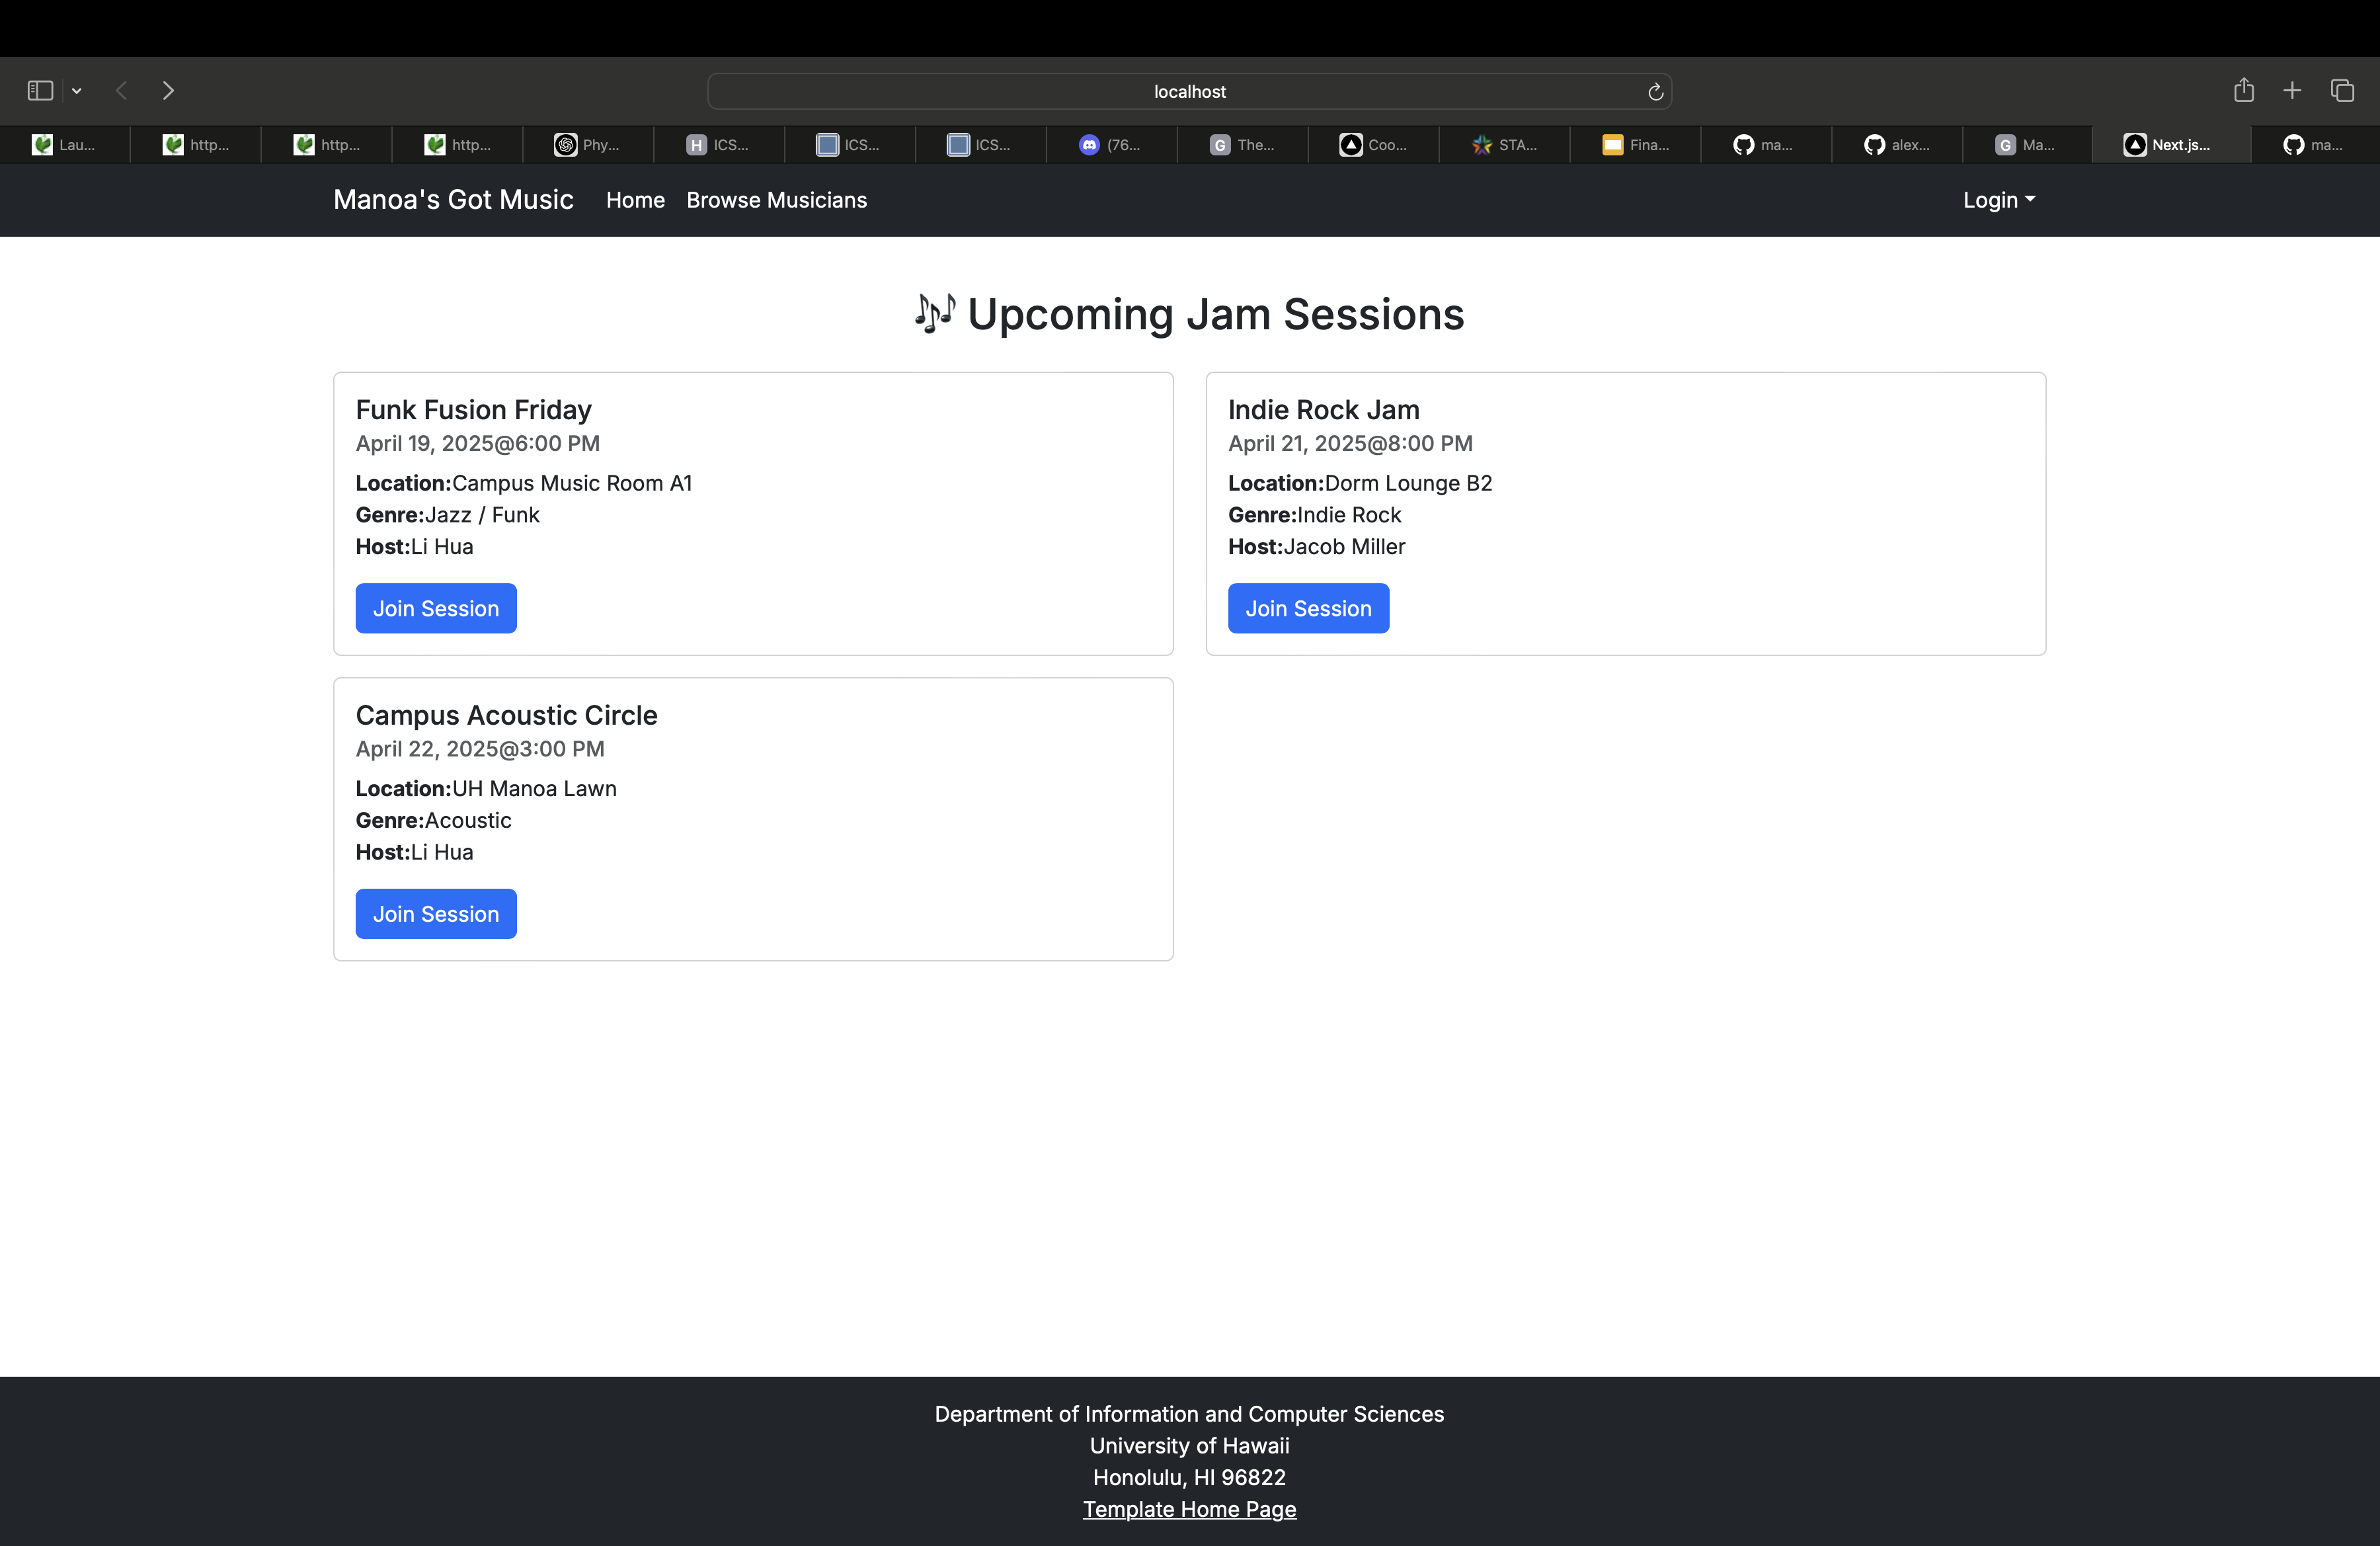 localhost
Lau...
http...
http...
http...
Phy...
H ICS...
ICS...
ICS...
(76...
G The...
Coo...
STA...
Fina...
ma...
alex...
G Ma...
Next.js...
ma...
Manoa's Got Music
Home
Browse Musicians
Login
🎶 Upcoming Jam Sessions
Funk Fusion Friday
April 19, 2025@6:00 PM
Location:Campus Music Room A1
Genre:Jazz / Funk
Host:Li Hua
Join Session
Indie Rock Jam
April 21, 2025@8:00 PM
Location:Dorm Lounge B2
Genre:Indie Rock
Host:Jacob Miller
Join Session
Campus Acoustic Circle
April 22, 2025@3:00 PM
Location:UH Manoa Lawn
Genre:Acoustic
Host:Li Hua
Join Session
Department of Information and Computer Sciences
University of Hawaii
Honolulu, HI 96822
Template Home Page